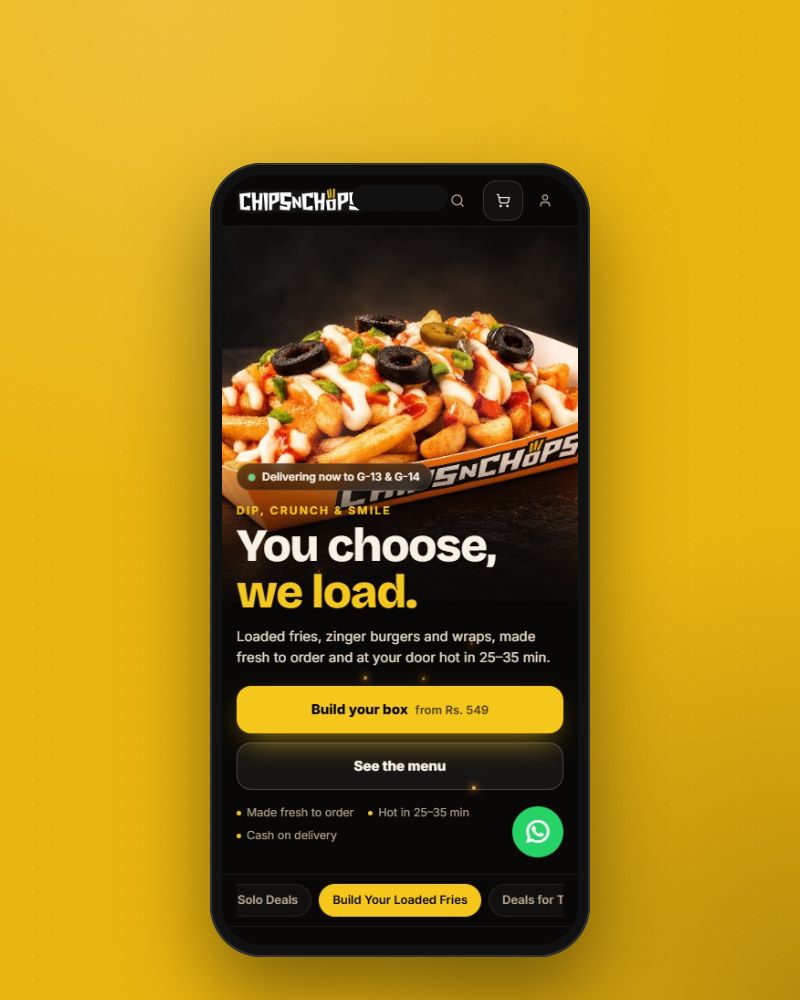 CHIPSNCHOPS
CHIPSNCHOPS
Delivering now to G-13 & G-14
DIP, CRUNCH & SMILE
You choose,
we load.
Loaded fries, zinger burgers and wraps, made
fresh to order and at your door hot in 25–35 min.
Build your box from Rs. 549
See the menu
Made fresh to order
Hot in 25–35 min
Cash on delivery
Solo Deals
Build Your Loaded Fries
Deals for T